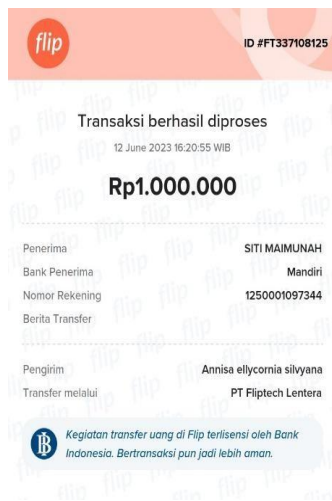 flip
ID #FT337108125
Transaksi berhasil diproses
12 June 2023 16:20:55 WIB
Rp1.000.000
Penerima SITI MAIMUNAH
Bank Penerima Mandiri
Nomor Rekening 1250001097344
Berita Transfer
Pengirim Annisa ellycornia silvyana
Transfer melalui PT Fliptech Lentera
Kegiatan transfer uang di Flip terlisensi oleh Bank
Indonesia. Bertransaksi pun jadi lebih aman.